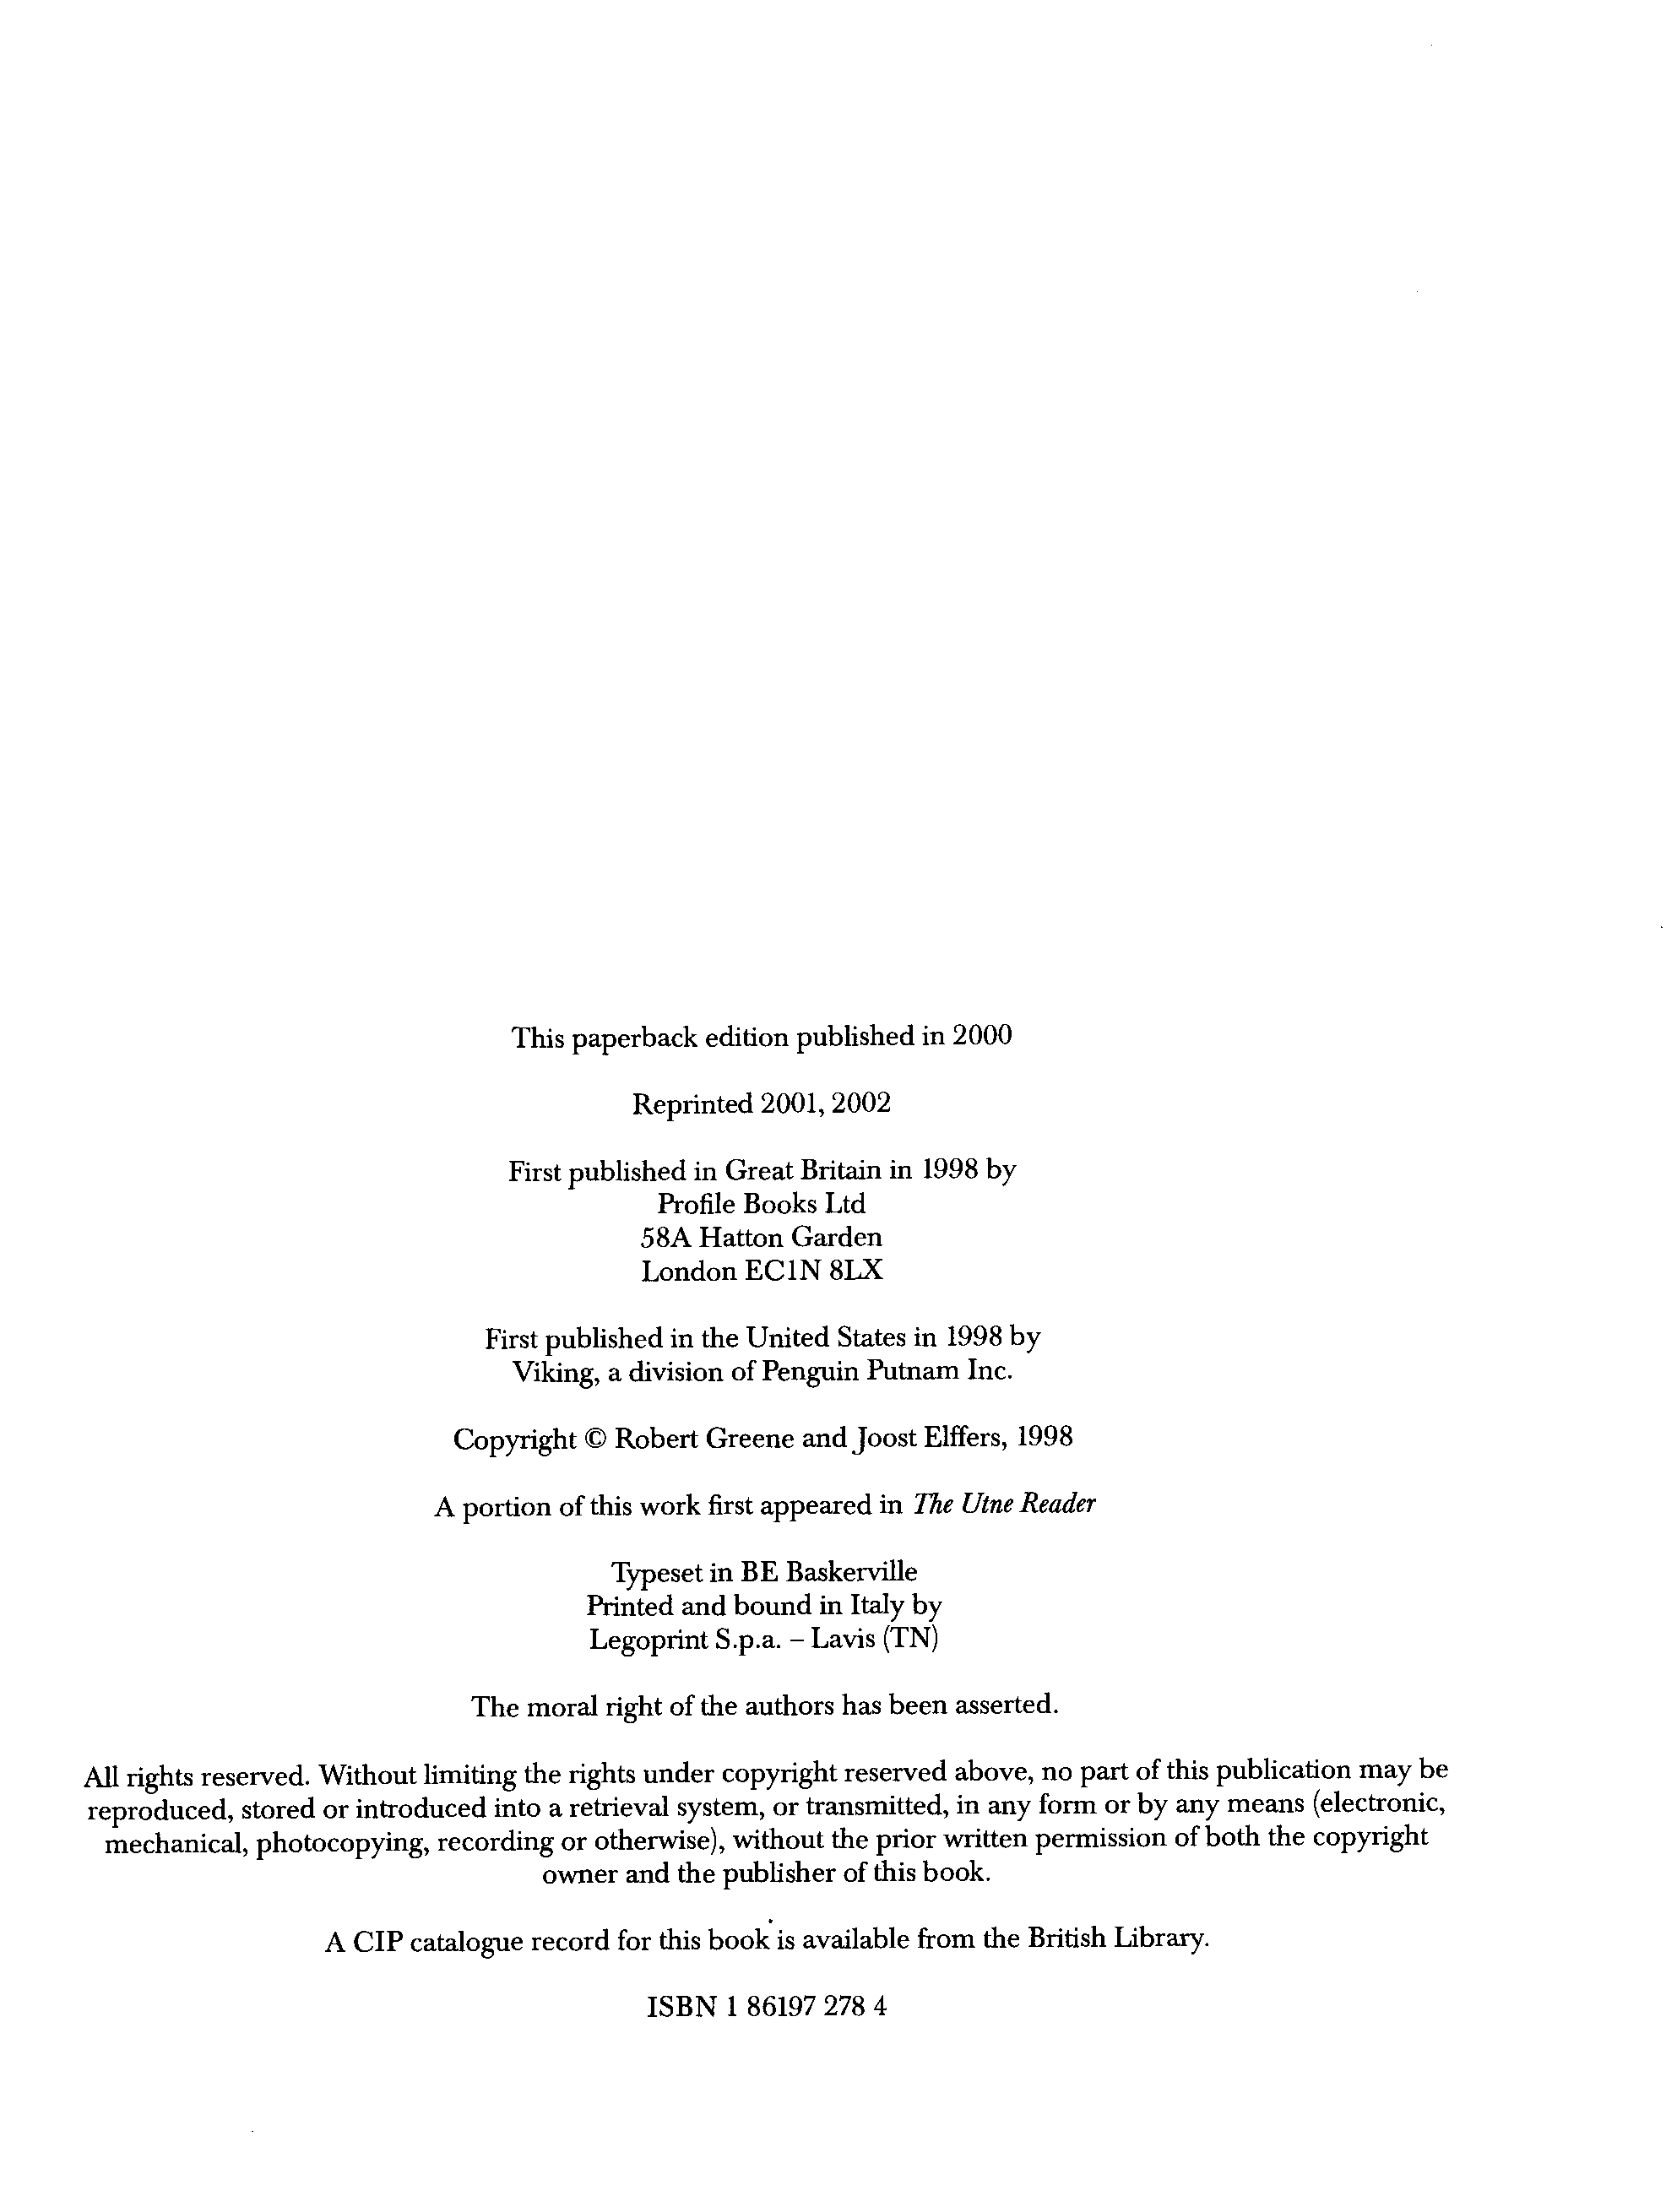 This paperback edition published in 2000
Reprinted 2001, 2002
First published in Great Britain in 1998 by
Profile Books Ltd
58A Hatton Garden
London EC1N 8LX
First published in the United States in 1998 by
Viking, a division of Penguin Putnam Inc.
Copyright © Robert Greene and Joost Elffers, 1998
A portion of this work first appeared in The Utne Reader
Typeset in BE Baskerville
Printed and bound in Italy by
Legoprint S.p.a. – Lavis (TN)
The moral right of the authors has been asserted.
All rights reserved. Without limiting the rights under copyright reserved above, no part of this publication may be
reproduced, stored or introduced into a retrieval system, or transmitted, in any form or by any means (electronic,
mechanical, photocopying, recording or otherwise), without the prior written permission of both the copyright
owner and the publisher of this book.
A CIP catalogue record for this book is available from the British Library.
ISBN 1 86197 278 4